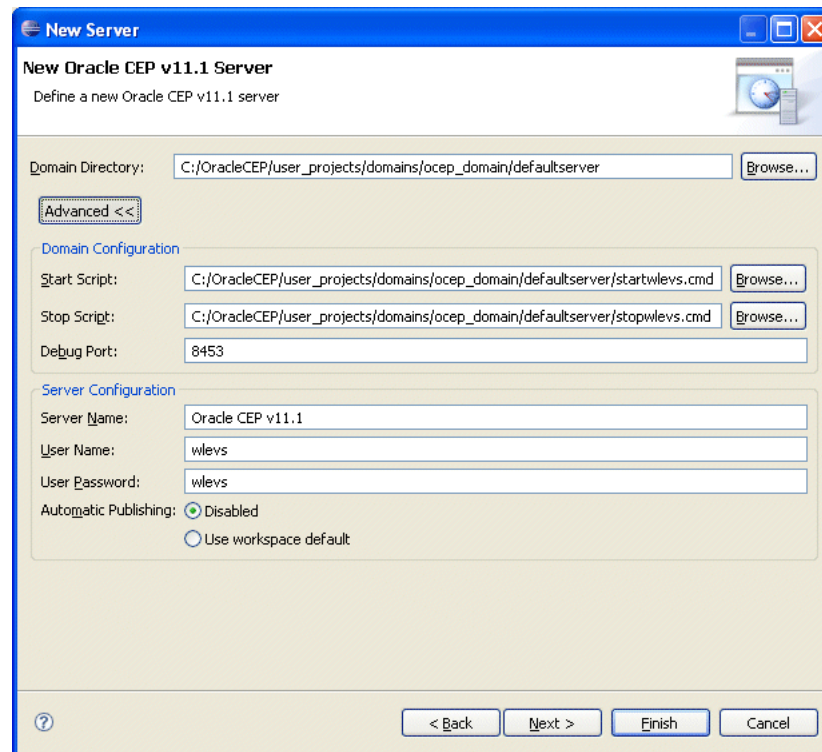 New Server
New Oracle CEP v11.1 Server
Define a new Oracle CEP v11.1 server
Domain Directory: C:/OracleCEP/user_projects/domains/ocep_domain/defaultserver Browse...
Advanced <<
Domain Configuration
Start Script: C:/OracleCEP/user_projects/domains/ocep_domain/defaultserver/startwlevs.cmd Browse...
Stop Script: C:/OracleCEP/user_projects/domains/ocep_domain/defaultserver/stopwlevs.cmd Browse...
Debug Port: 8453
Server Configuration
Server Name: Oracle CEP v11.1
User Name: wlevs
User Password: wlevs
Automatic Publishing: Disabled
Use workspace default
? < Back Next > Finish Cancel